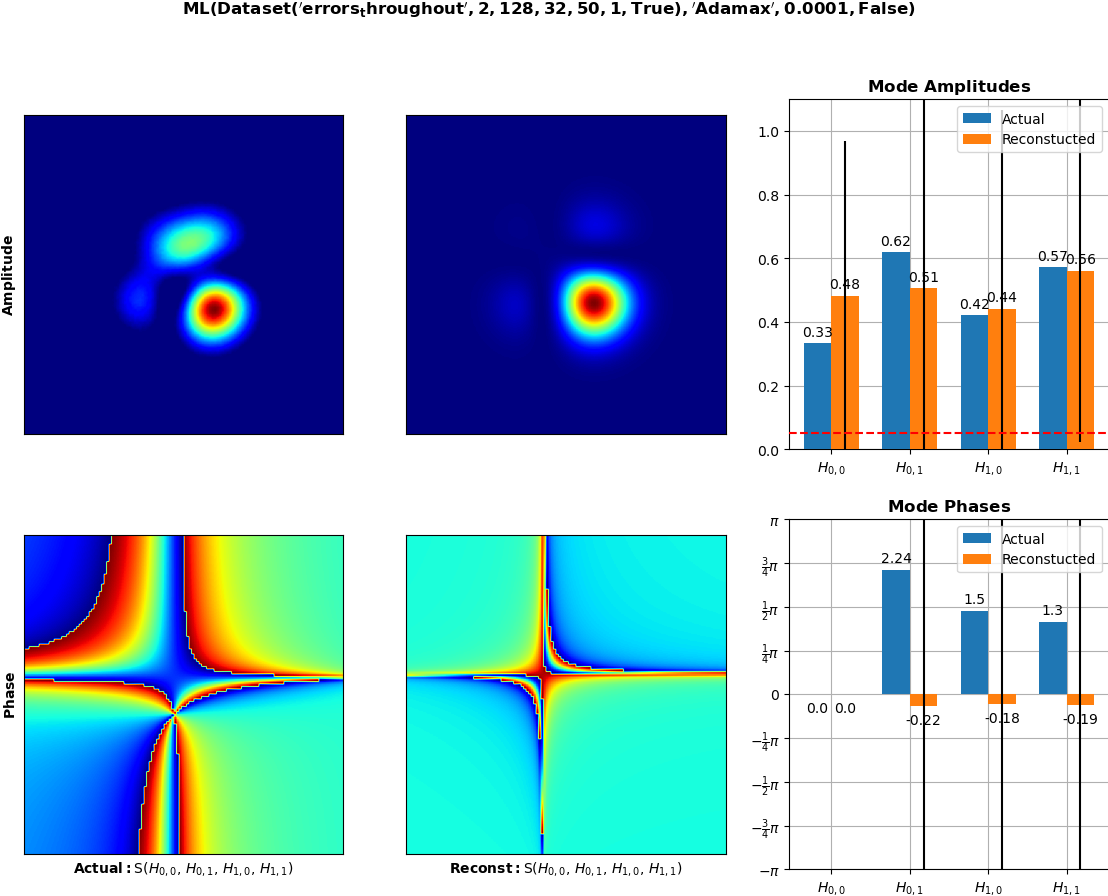 ML(Dataset('errors_throughout', 2, 128, 32, 50, 1, True), 'Adamax', 0.0001, False)
Amplitude
Mode Amplitudes
Actual
Reconstucted
1.0
0.8
0.6
0.4
0.2
0.0
0.33
0.48
0.62
0.51
0.42
0.44
0.57
0.56
H0,0
H0,1
H1,0
H1,1
Phase
Actual: S(H0,0, H0,1, H1,0, H1,1)
Reconst: S(H0,0, H0,1, H1,0, H1,1)
Mode Phases
Actual
Reconstucted
π
3/4π
1/2π
1/4π
0
−1/4π
−1/2π
−3/4π
−π
0.0
0.0
2.24
-0.22
1.5
-0.18
1.3
-0.19
H0,0
H0,1
H1,0
H1,1